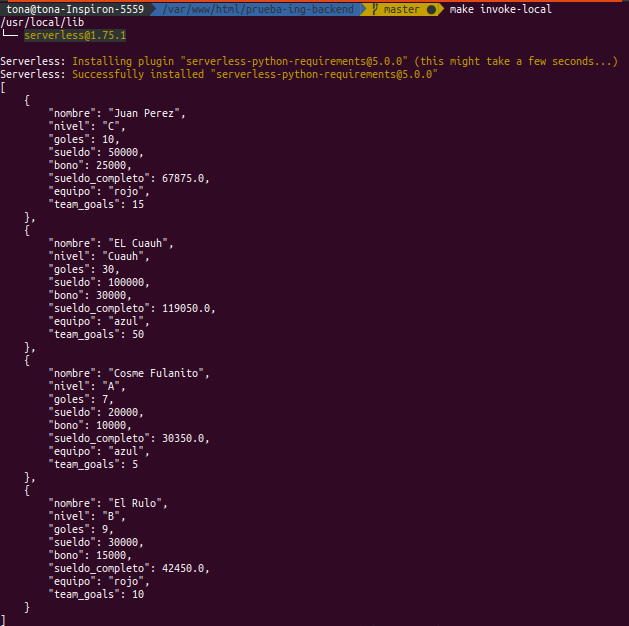 tona@tona-Inspiron-5559 /var/www/html/prueba-ing-backend master ● make invoke-local
/usr/local/lib
└── serverless@1.75.1
Serverless: Installing plugin "serverless-python-requirements@5.0.0" (this might take a few seconds...)
Serverless: Successfully installed "serverless-python-requirements@5.0.0"
[
    {
        "nombre": "Juan Perez",
        "nivel": "C",
        "goles": 10,
        "sueldo": 50000,
        "bono": 25000,
        "sueldo_completo": 67875.0,
        "equipo": "rojo",
        "team_goals": 15
    },
    {
        "nombre": "EL Cuauh",
        "nivel": "Cuauh",
        "goles": 30,
        "sueldo": 100000,
        "bono": 30000,
        "sueldo_completo": 119050.0,
        "equipo": "azul",
        "team_goals": 50
    },
    {
        "nombre": "Cosme Fulanito",
        "nivel": "A",
        "goles": 7,
        "sueldo": 20000,
        "bono": 10000,
        "sueldo_completo": 30350.0,
        "equipo": "azul",
        "team_goals": 5
    },
    {
        "nombre": "El Rulo",
        "nivel": "B",
        "goles": 9,
        "sueldo": 30000,
        "bono": 15000,
        "sueldo_completo": 42450.0,
        "equipo": "rojo",
        "team_goals": 10
    }
]